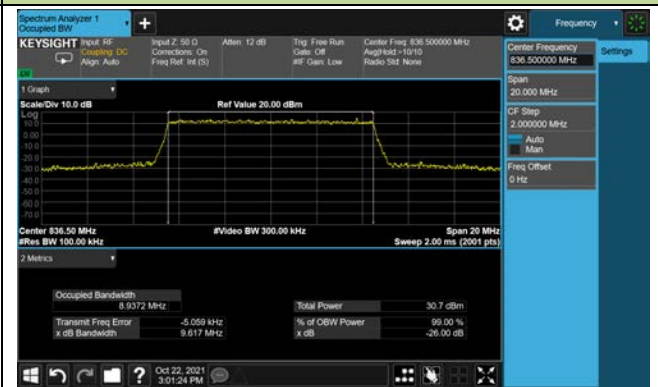 Spectrum Analyzer 1
Occupied BW
+
Frequency
KEYSIGHT
Input: RF
Coupling: DC
Align: Auto
Input Z: 50 Ω
Corrections: On
Freq Ref: Int (S)
Atten: 12 dB
Trig: Free Run
Gate: Off
#IF Gain: Low
Center Freq: 836.500000 MHz
Avg|Hold:>10/10
Radio Std: None
Center Frequency
836.500000 MHz
Settings
Span
20.000 MHz
CF Step
2.000000 MHz
Auto
Man
Freq Offset
0 Hz
1 Graph
Scale/Div 10.0 dB
Ref Value 20.00 dBm
Log
10.0
0.00
-10.0
-20.0
-30.0
-40.0
-50.0
-60.0
-70.0
Center 836.50 MHz
#Video BW 300.00 kHz
Span 20 MHz
#Res BW 100.00 kHz
Sweep 2.00 ms (2001 pts)
2 Metrics
Occupied Bandwidth
8.9372 MHz
Total Power
30.7 dBm
Transmit Freq Error
-5.059 kHz
% of OBW Power
99.00 %
x dB Bandwidth
9.617 MHz
x dB
-26.00 dB
?
Oct 22, 2021
3:01:24 PM